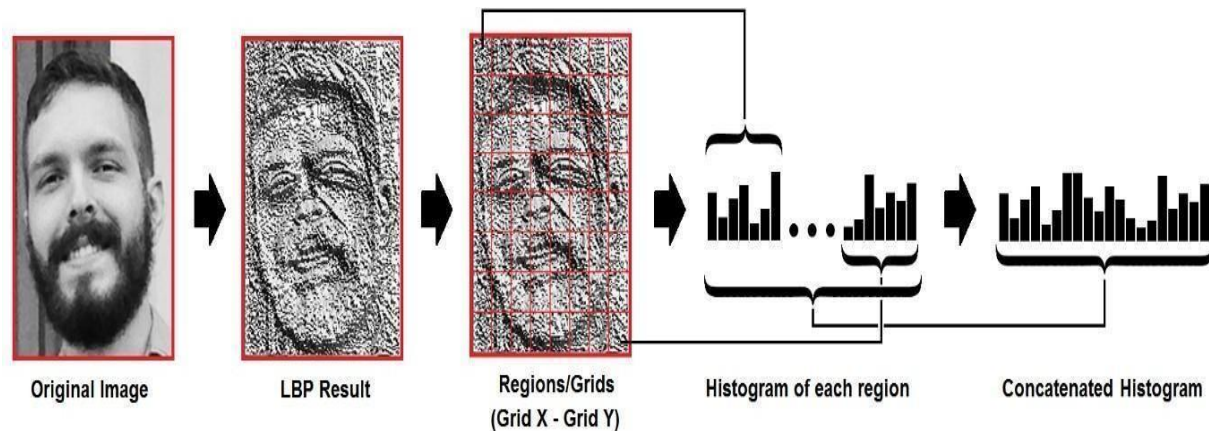 Original Image
LBP Result
Regions/Grids
(Grid X - Grid Y)
Histogram of each region
Concatenated Histogram